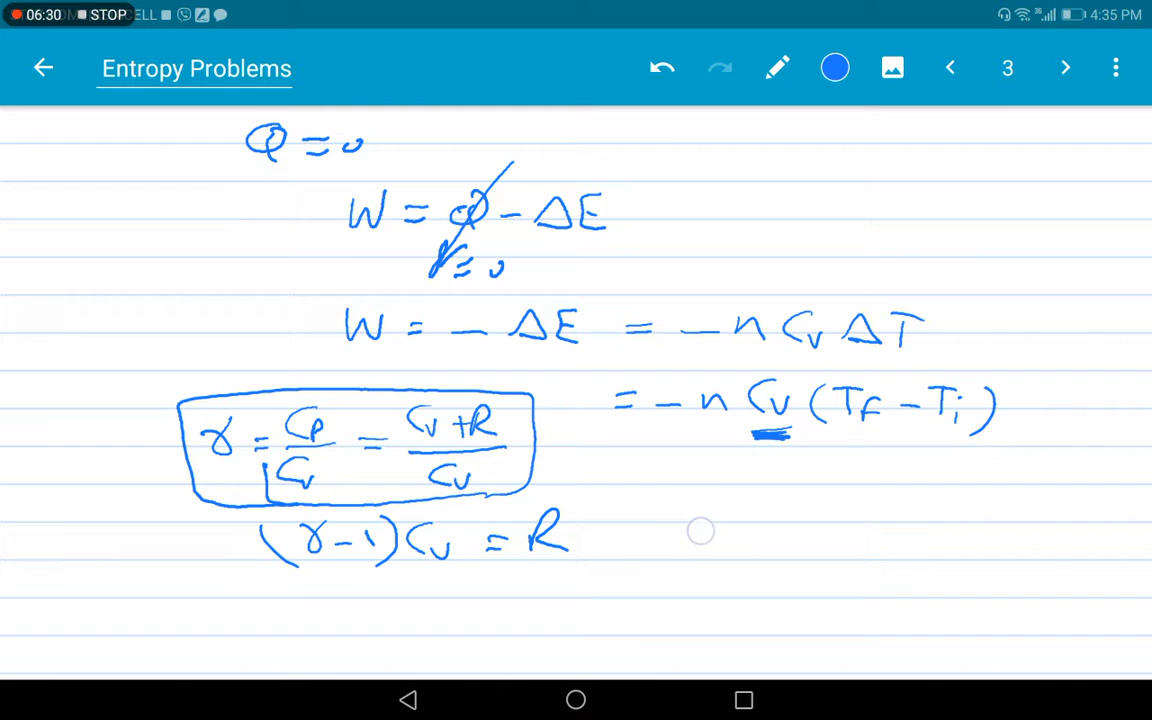 06:30 STOP ELL 4:35 PM
Entropy Problems 3
Q = 0
W = Q - ΔE
= 0
W = - ΔE = - n Cv ΔT
= - n Cv (TF - Ti)
γ = Cp/Cv = Cv + R/Cv
(γ - 1) Cv = R